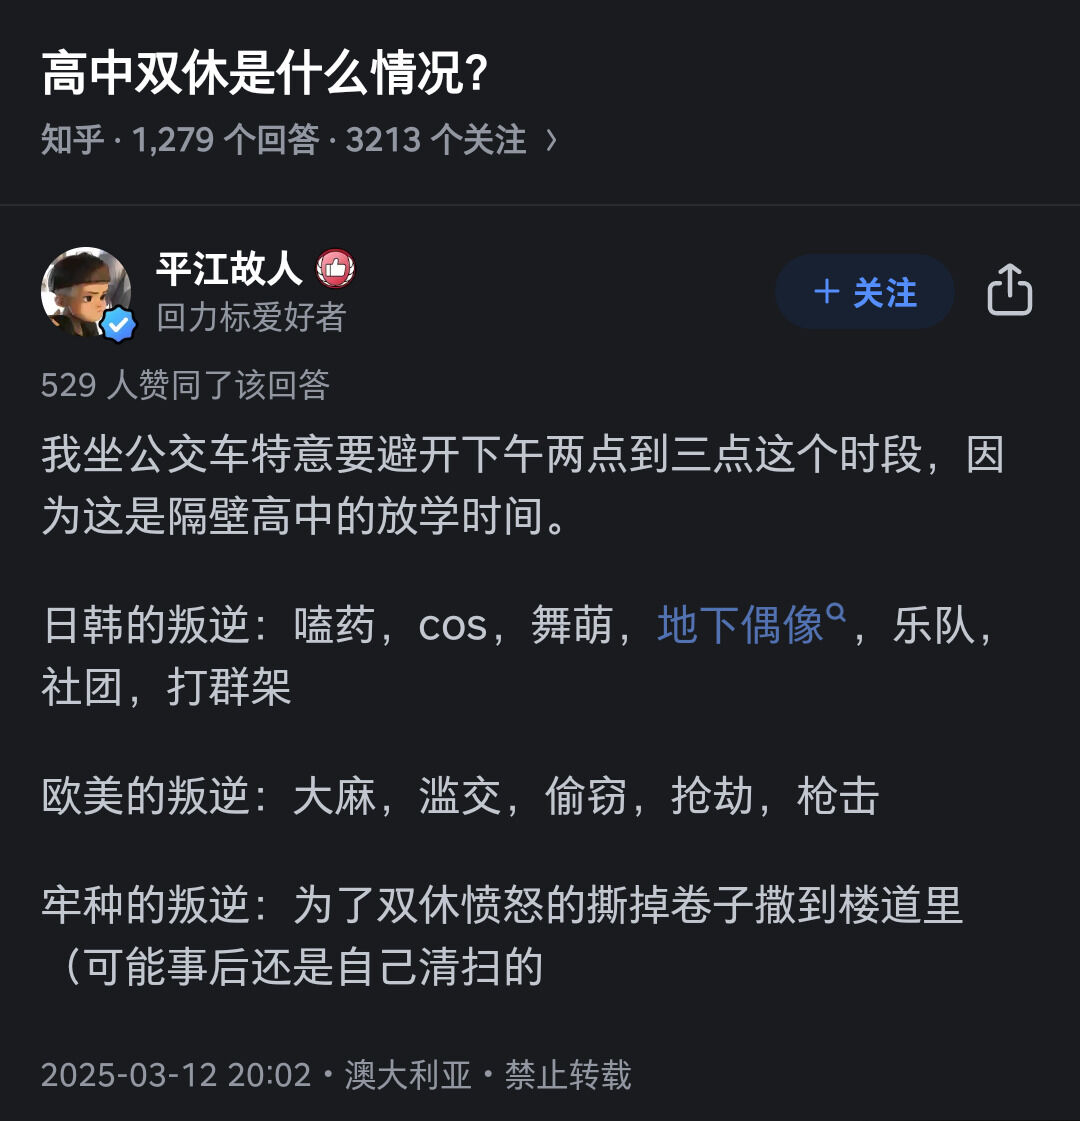 高中双休是什么情况?
知乎 · 1,279 个回答 · 3213 个关注 〉
平江故人
回力标爱好者
+ 关注
529 人赞同了该回答
我坐公交车特意要避开下午两点到三点这个时段，因
为这是隔壁高中的放学时间。
日韩的叛逆：嗑药，cos，舞萌，地下偶像，乐队，
社团，打群架
欧美的叛逆：大麻，滥交，偷窃，抢劫，枪击
牢种的叛逆：为了双休愤怒的撕掉卷子撒到楼道里
（可能事后还是自己清扫的
2025-03-12 20:02 · 澳大利亚 · 禁止转载